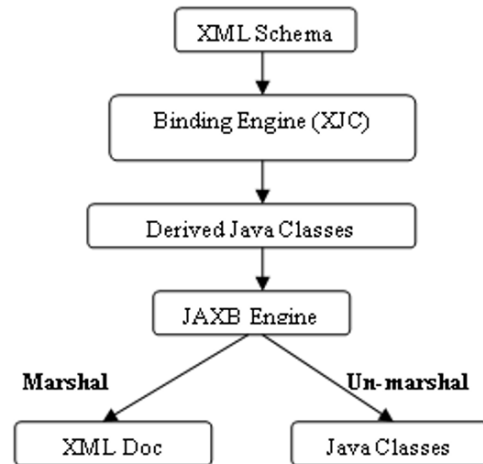 XML Schema
Binding Engine (XJC)
Derived Java Classes
JAXB Engine
Marshal
Un-marshal
XML Doc
Java Classes